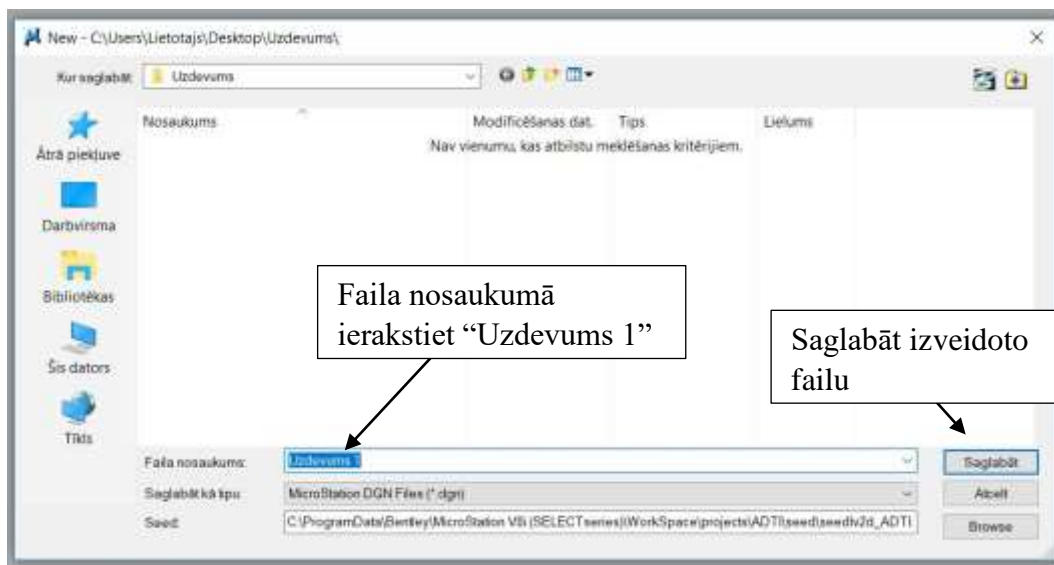 New - C:\Users\Lietotajs\Desktop\Uzdevums\
Kur saglabāt: Uzdevums
Nosaukums Modificēšanas dat. Tips Lielums
Nav vienumu, kas atbilstu meklēšanas kritērijiem.
Ātrā piekļuve
Darbvirsma
Bibliotēkas
Šis dators
Tīkls
Faila nosaukumā
ierakstiet “Uzdevums 1”
Saglabāt izveidoto
failu
Faila nosaukums: Uzdevums 1 Saglabāt
Saglabāt kā tipu: MicroStation DGN Files (*.dgn) Atcelt
Seed: C:\ProgramData\Bentley\MicroStation V8i (SELECTseries)\WorkSpace\projects\ADTI\seed\seedlv2d_ADTI. Browse